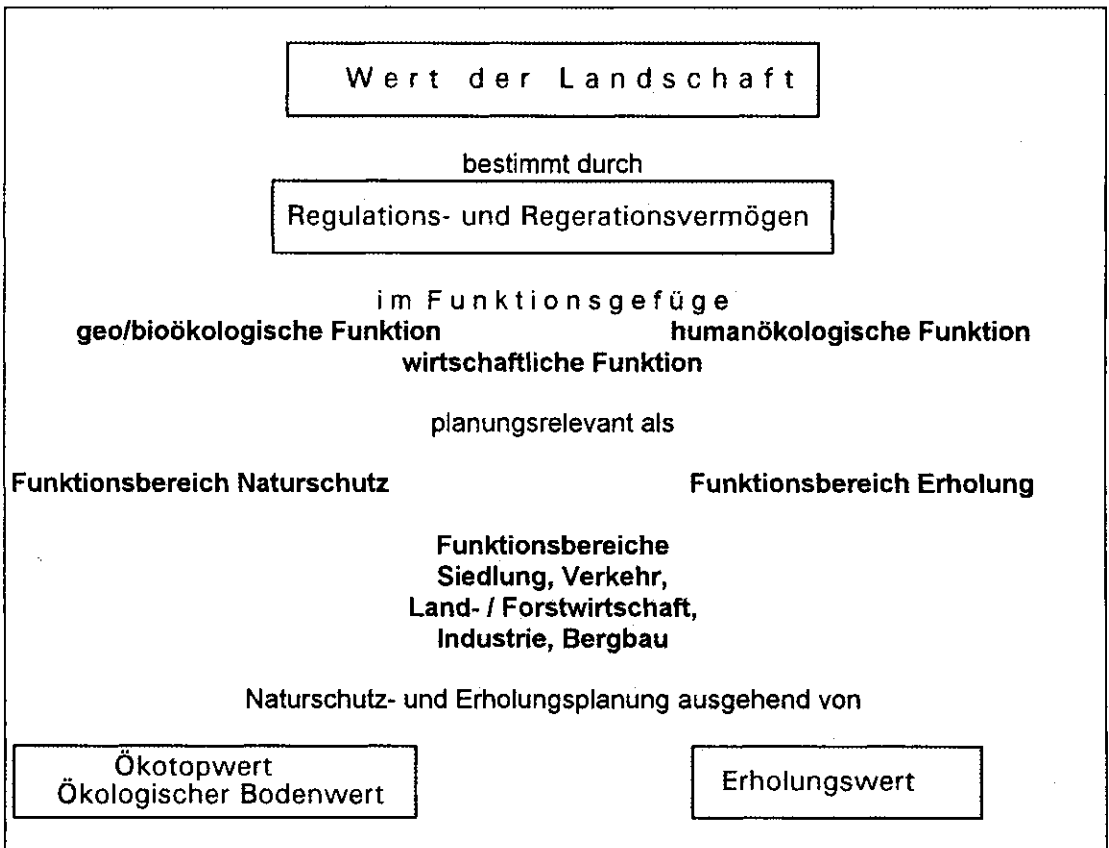 Wert der Landschaft
bestimmt durch
Regulations- und Regerationsvermögen
im Funktionsgefüge
geo/bioökologische Funktion humanökologische Funktion
wirtschaftliche Funktion
planungsrelevant als
Funktionsbereich Naturschutz Funktionsbereich Erholung
Funktionsbereiche
Siedlung, Verkehr,
Land- / Forstwirtschaft,
Industrie, Bergbau
Naturschutz- und Erholungsplanung ausgehend von
Ökotopwert
Ökologischer Bodenwert
Erholungswert